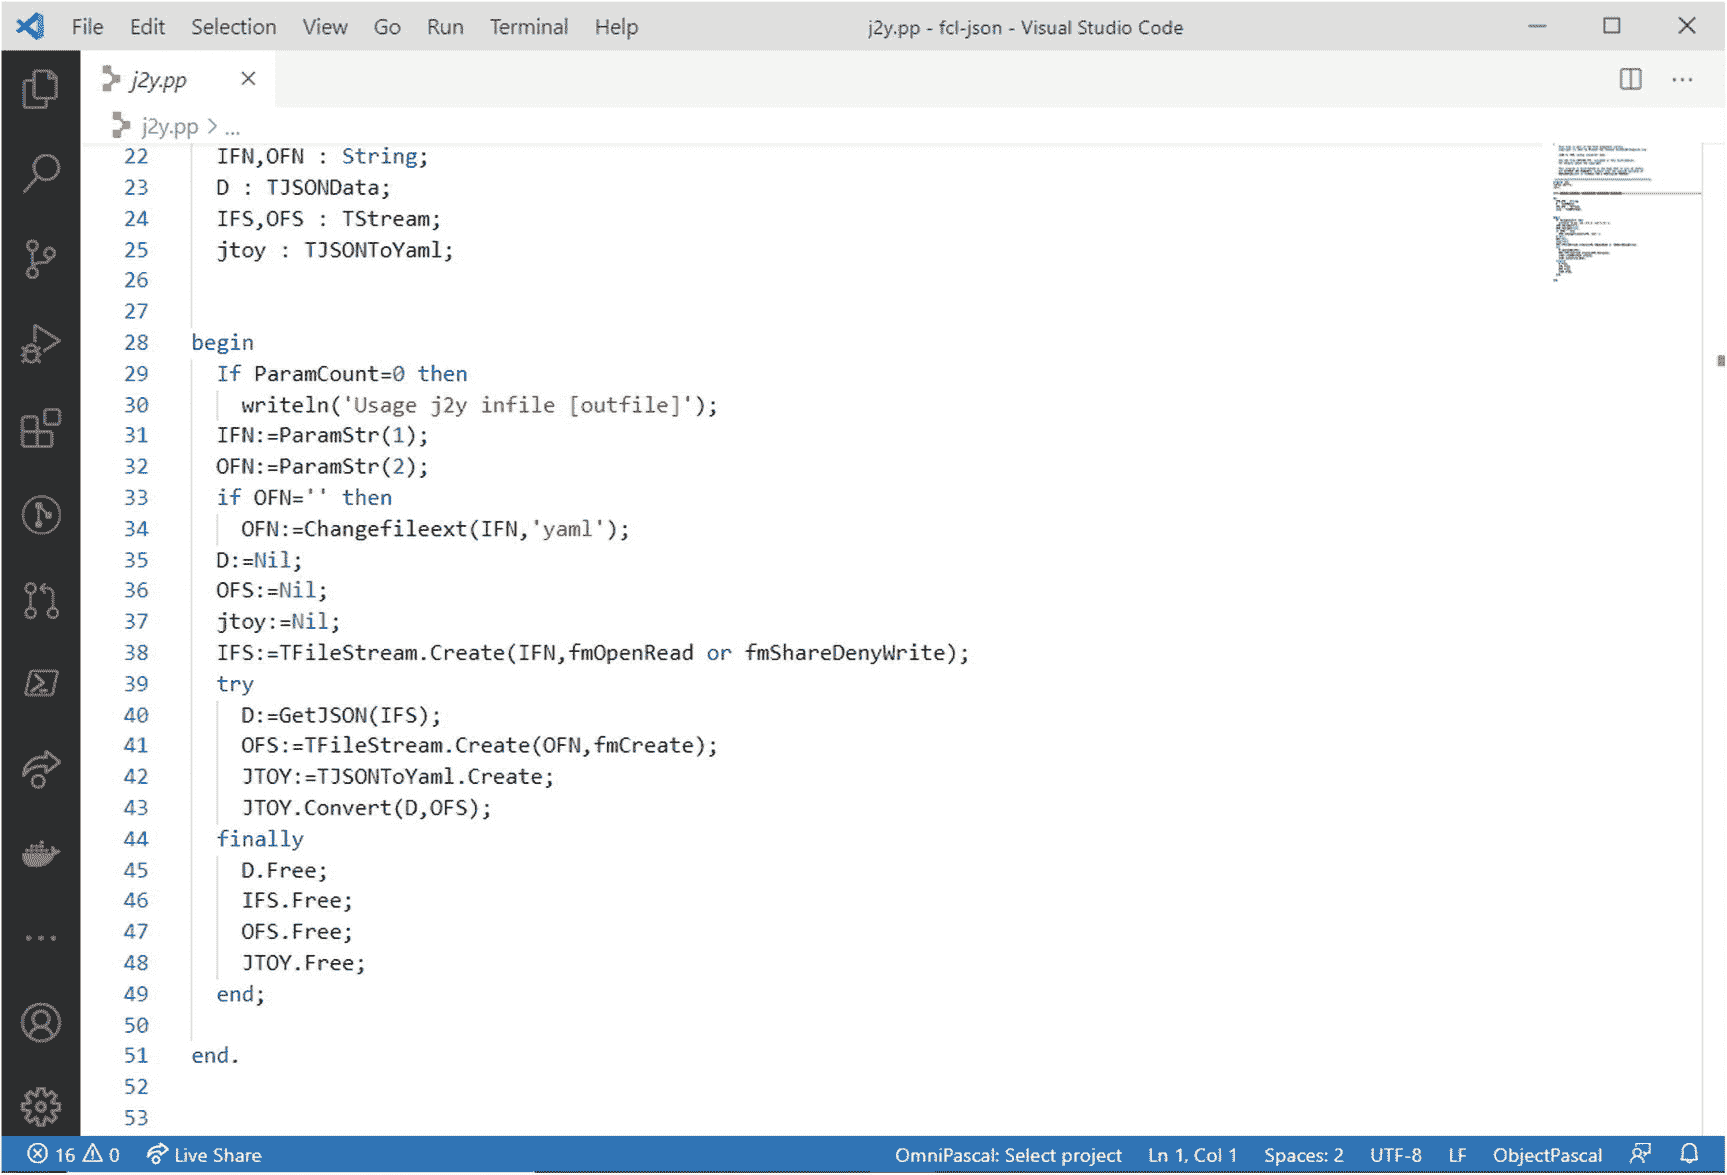 File Edit Selection View Go Run Terminal Help j2y.pp - fcl-json - Visual Studio Code
j2y.pp
j2y.pp > ...
22 IFN,OFN : String;
23 D : TJSONData;
24 IFS,OFS : TStream;
25 jtoy : TJSONToYaml;
26
27
28 begin
29 If ParamCount=0 then
30 writeln('Usage j2y infile [outfile]');
31 IFN:=ParamStr(1);
32 OFN:=ParamStr(2);
33 if OFN='' then
34 OFN:=Changefileext(IFN,'yaml');
35 D:=Nil;
36 OFS:=Nil;
37 jtoy:=Nil;
38 IFS:=TFileStream.Create(IFN,fmOpenRead or fmShareDenyWrite);
39 try
40 D:=GetJSON(IFS);
41 OFS:=TFileStream.Create(OFN,fmCreate);
42 JTOY:=TJSONToYaml.Create;
43 JTOY.Convert(D,OFS);
44 finally
45 D.Free;
46 IFS.Free;
47 OFS.Free;
48 JTOY.Free;
49 end;
50
51 end.
52
53
16 0 Live Share OmniPascal: Select project Ln 1, Col 1 Spaces: 2 UTF-8 LF ObjectPascal